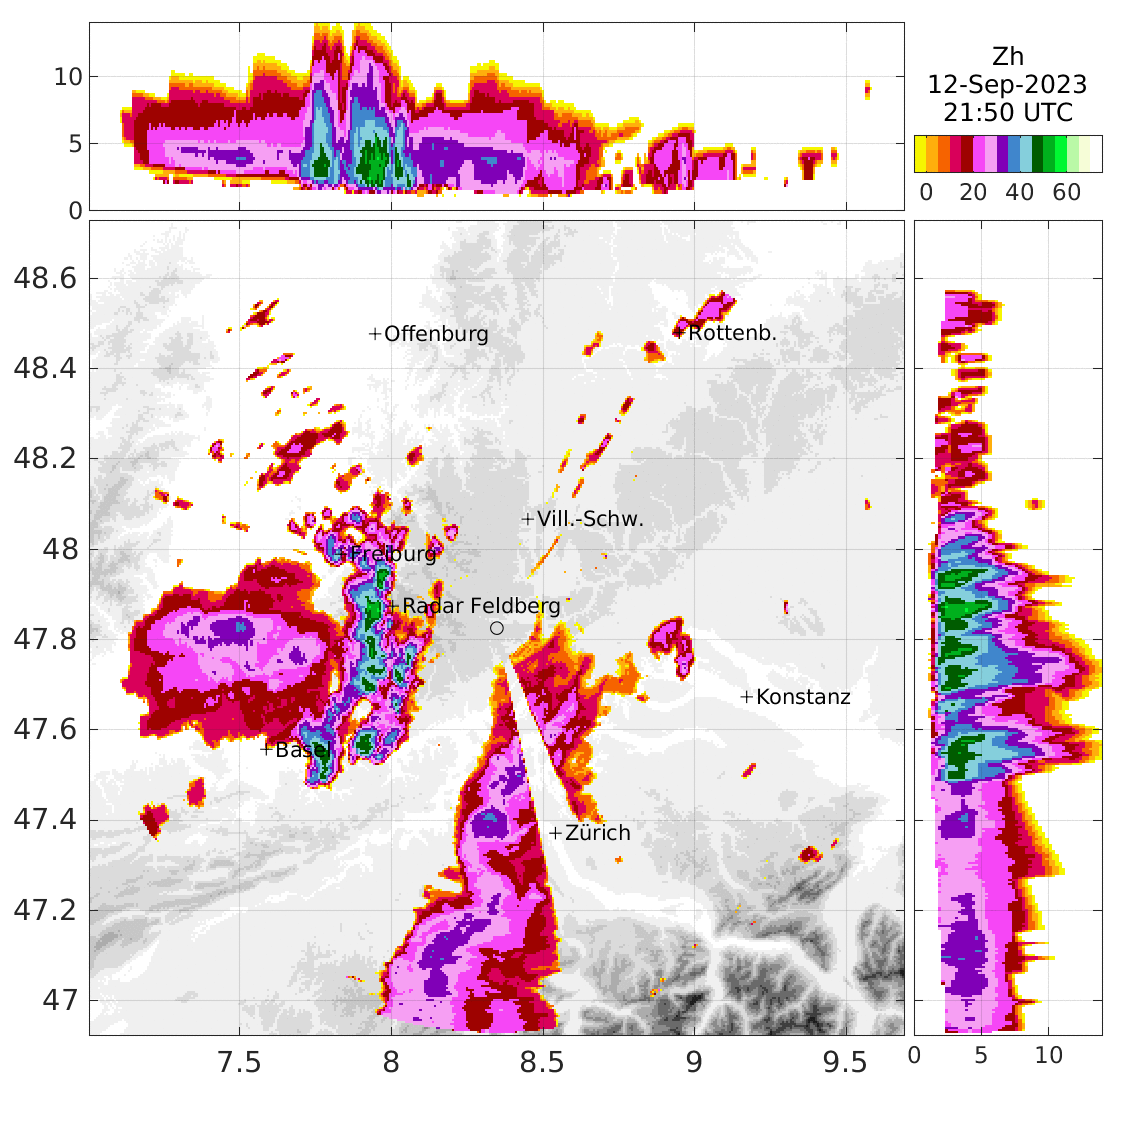 10
5
0
Zh
12-Sep-2023
21:50 UTC
0 20 40 60
48.6
48.4
48.2
48
47.8
47.6
47.4
47.2
47
Offenburg
Rottenb.
Vill.-Schw.
Freiburg
Radar Feldberg
Konstanz
Basel
Zürich
7.5 8 8.5 9 9.5
0 5 10